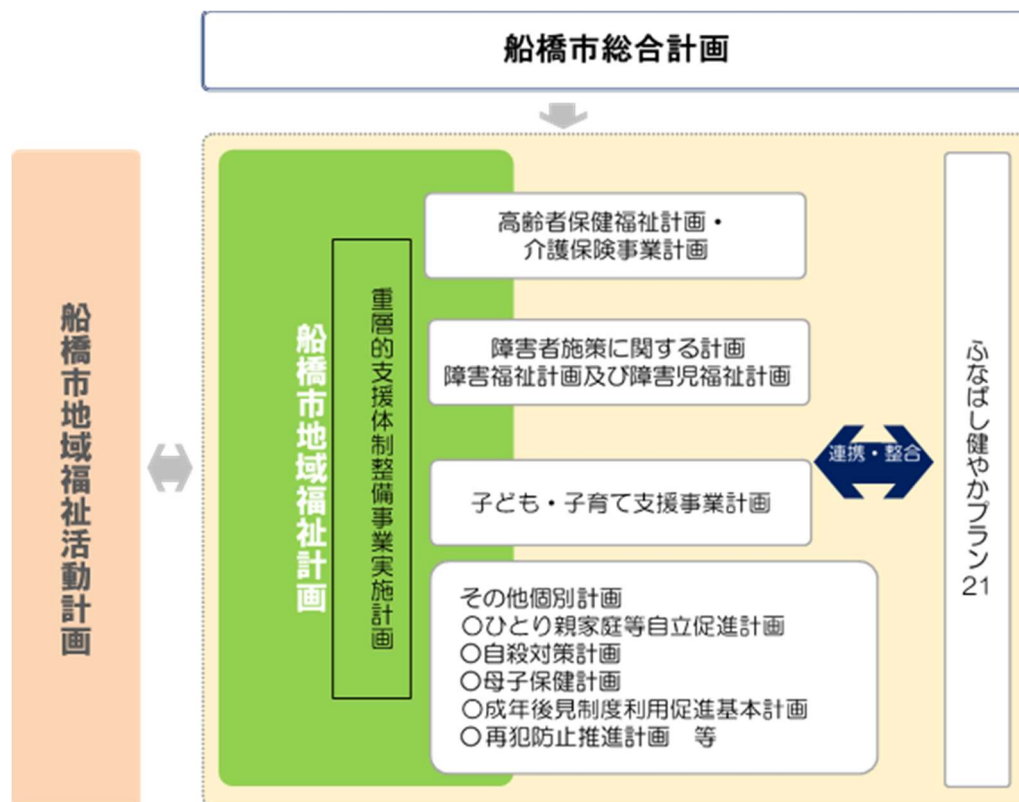 船橋市総合計画
船橋市地域福祉活動計画
船橋市地域福祉計画
重層的支援体制整備事業実施計画
高齢者保健福祉計画・
介護保険事業計画
障害者施策に関する計画
障害福祉計画及び障害児福祉計画
子ども・子育て支援事業計画
その他個別計画
〇ひとり親家庭等自立促進計画
〇自殺対策計画
〇母子保健計画
〇成年後見制度利用促進基本計画
〇再犯防止推進計画　等
連携・整合
ふなばし健やかプラン21